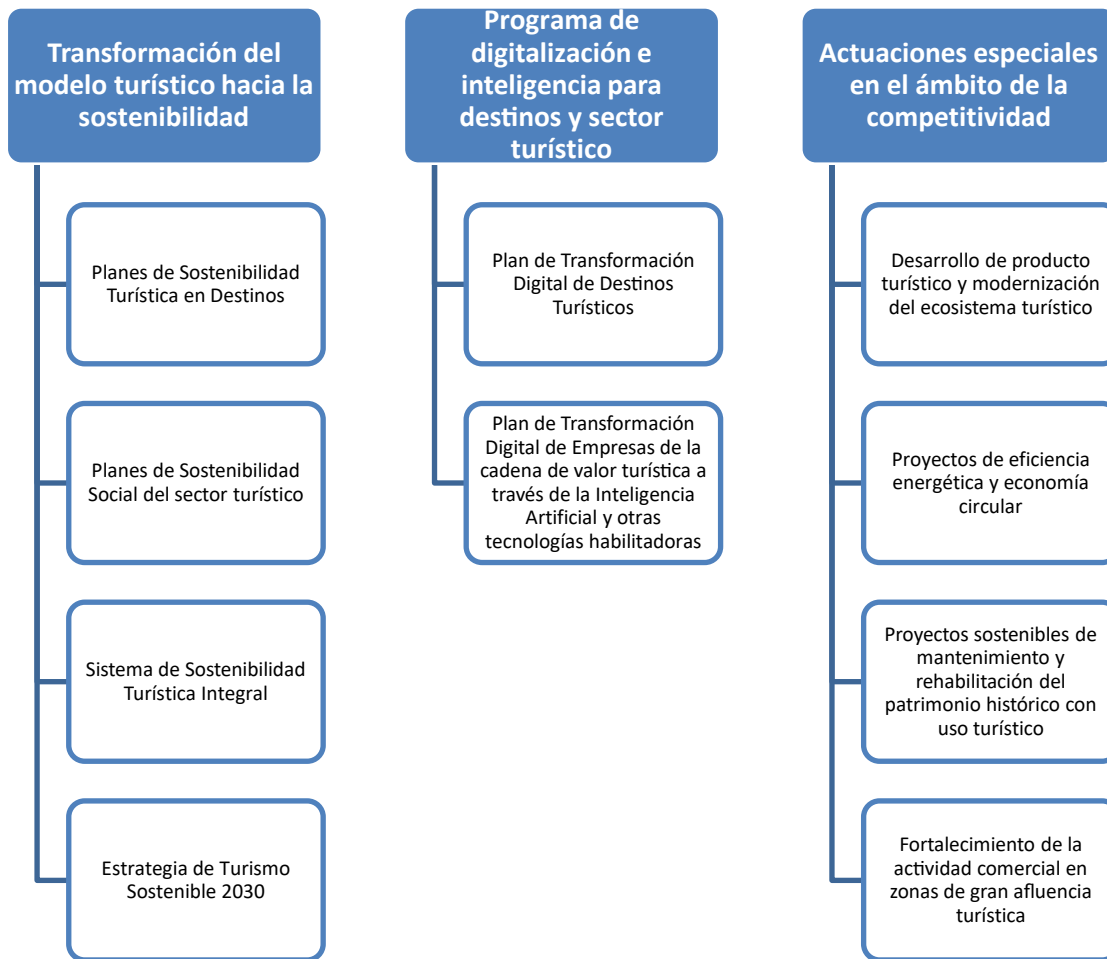 Transformación del
modelo turístico hacia la
sostenibilidad
Planes de Sostenibilidad
Turística en Destinos
Planes de Sostenibilidad
Social del sector turístico
Sistema de Sostenibilidad
Turística Integral
Estrategia de Turismo
Sostenible 2030
Programa de
digitalización e
inteligencia para
destinos y sector
turístico
Plan de Transformación
Digital de Destinos
Turísticos
Plan de Transformación
Digital de Empresas de la
cadena de valor turística a
través de la Inteligencia
Artificial y otras
tecnologías habilitadoras
Actuaciones especiales
en el ámbito de la
competitividad
Desarrollo de producto
turístico y modernización
del ecosistema turístico
Proyectos de eficiencia
energética y economía
circular
Proyectos sostenibles de
mantenimiento y
rehabilitación del
patrimonio histórico con
uso turístico
Fortalecimiento de la
actividad comercial en
zonas de gran afluencia
turística